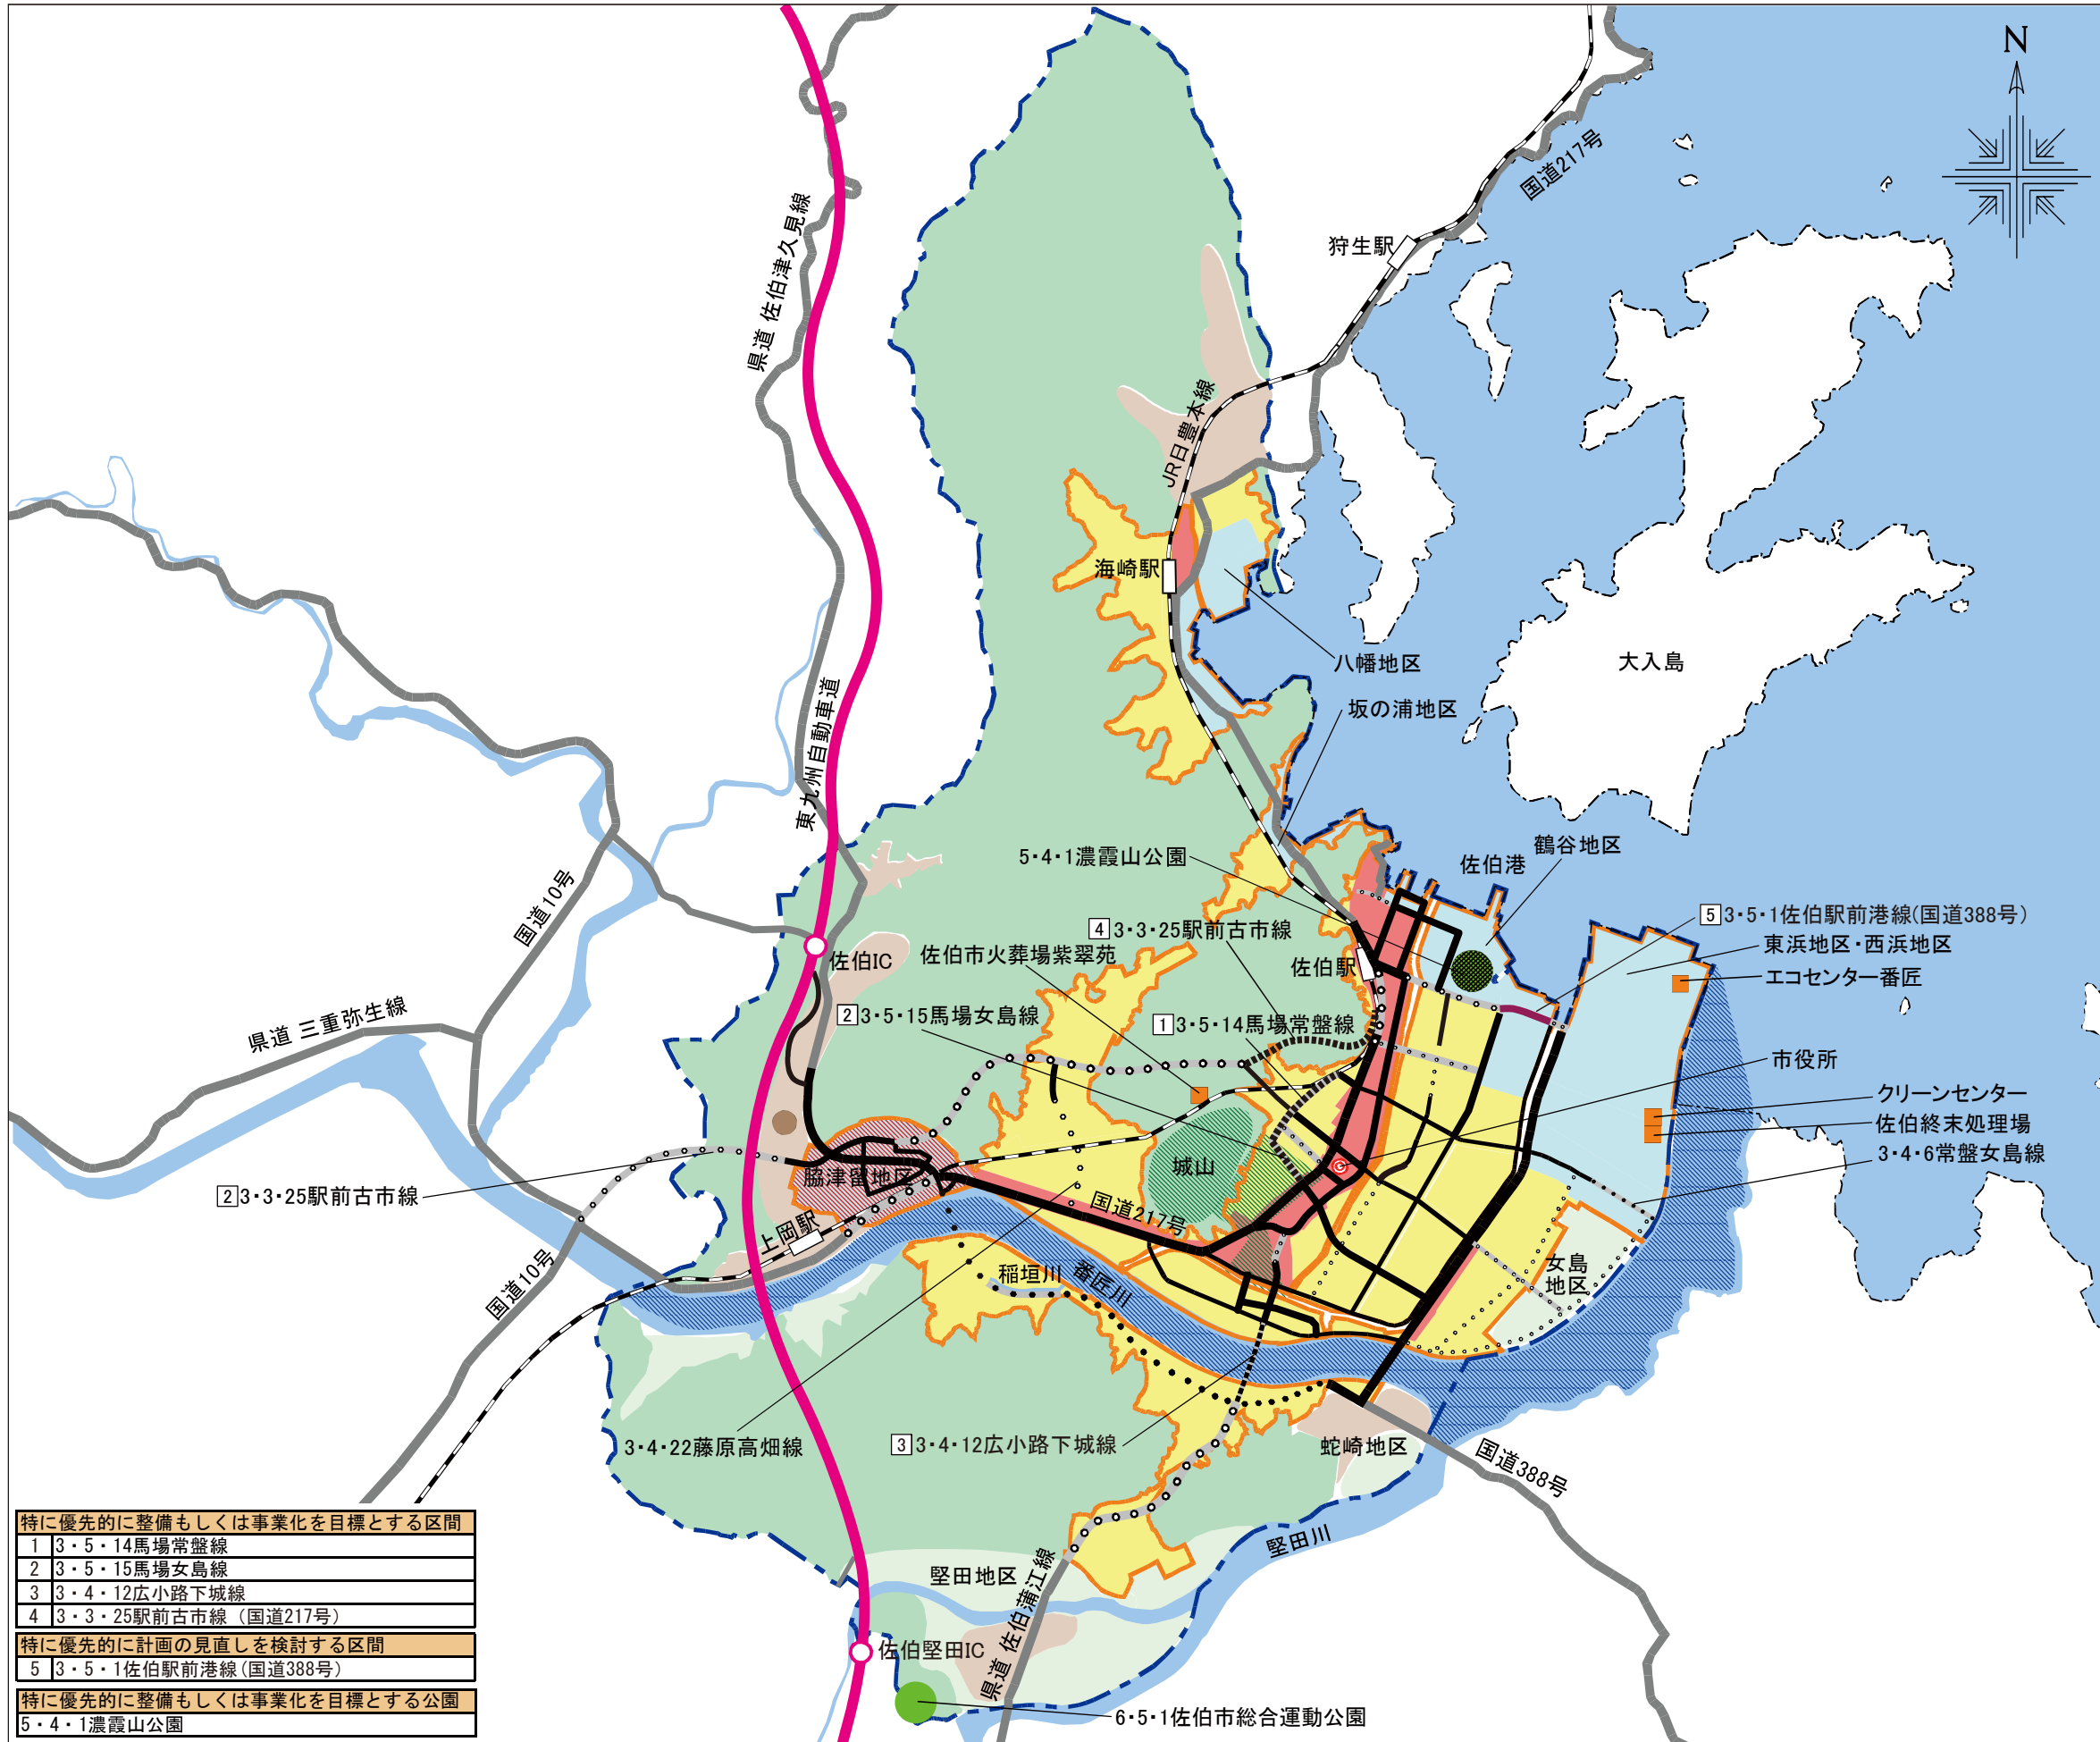 N
国道217号
狩生駅
県道 佐伯津久見線
JR日豊本線
海崎駅
八幡地区
大入島
坂の浦地区
東九州自動車道
鶴谷地区
佐伯港
5・4・1濃霞山公園
国道10号
5 3・5・1佐伯駅前港線(国道388号)
4 3・3・25駅前古市線
東浜地区・西浜地区
佐伯市火葬場紫翠苑
佐伯IC
佐伯駅
エコセンター番匠
県道 三重弥生線
2 3・5・15馬場女島線
1 3・5・14馬場常盤線
市役所
クリーンセンター
佐伯終末処理場
3・4・6常盤女島線
城山
脇津留地区
2 3・3・25駅前古市線
国道217号
上岡駅
女島
地区
稲垣川
番匠川
国道10号
3・4・22藤原高畑線
3 3・4・12広小路下城線
蛇崎地区
国道388号
堅田川
堅田地区
県道 佐伯蒲江線
佐伯堅田IC
6・5・1佐伯市総合運動公園
特に優先的に整備もしくは事業化を目標とする区間
1 3・5・14馬場常盤線
2 3・5・15馬場女島線
3 3・4・12広小路下城線
4 3・3・25駅前古市線（国道217号）
特に優先的に計画の見直しを検討する区間
5 3・5・1佐伯駅前港線(国道388号)
特に優先的に整備もしくは事業化を目標とする公園
5・4・1濃霞山公園